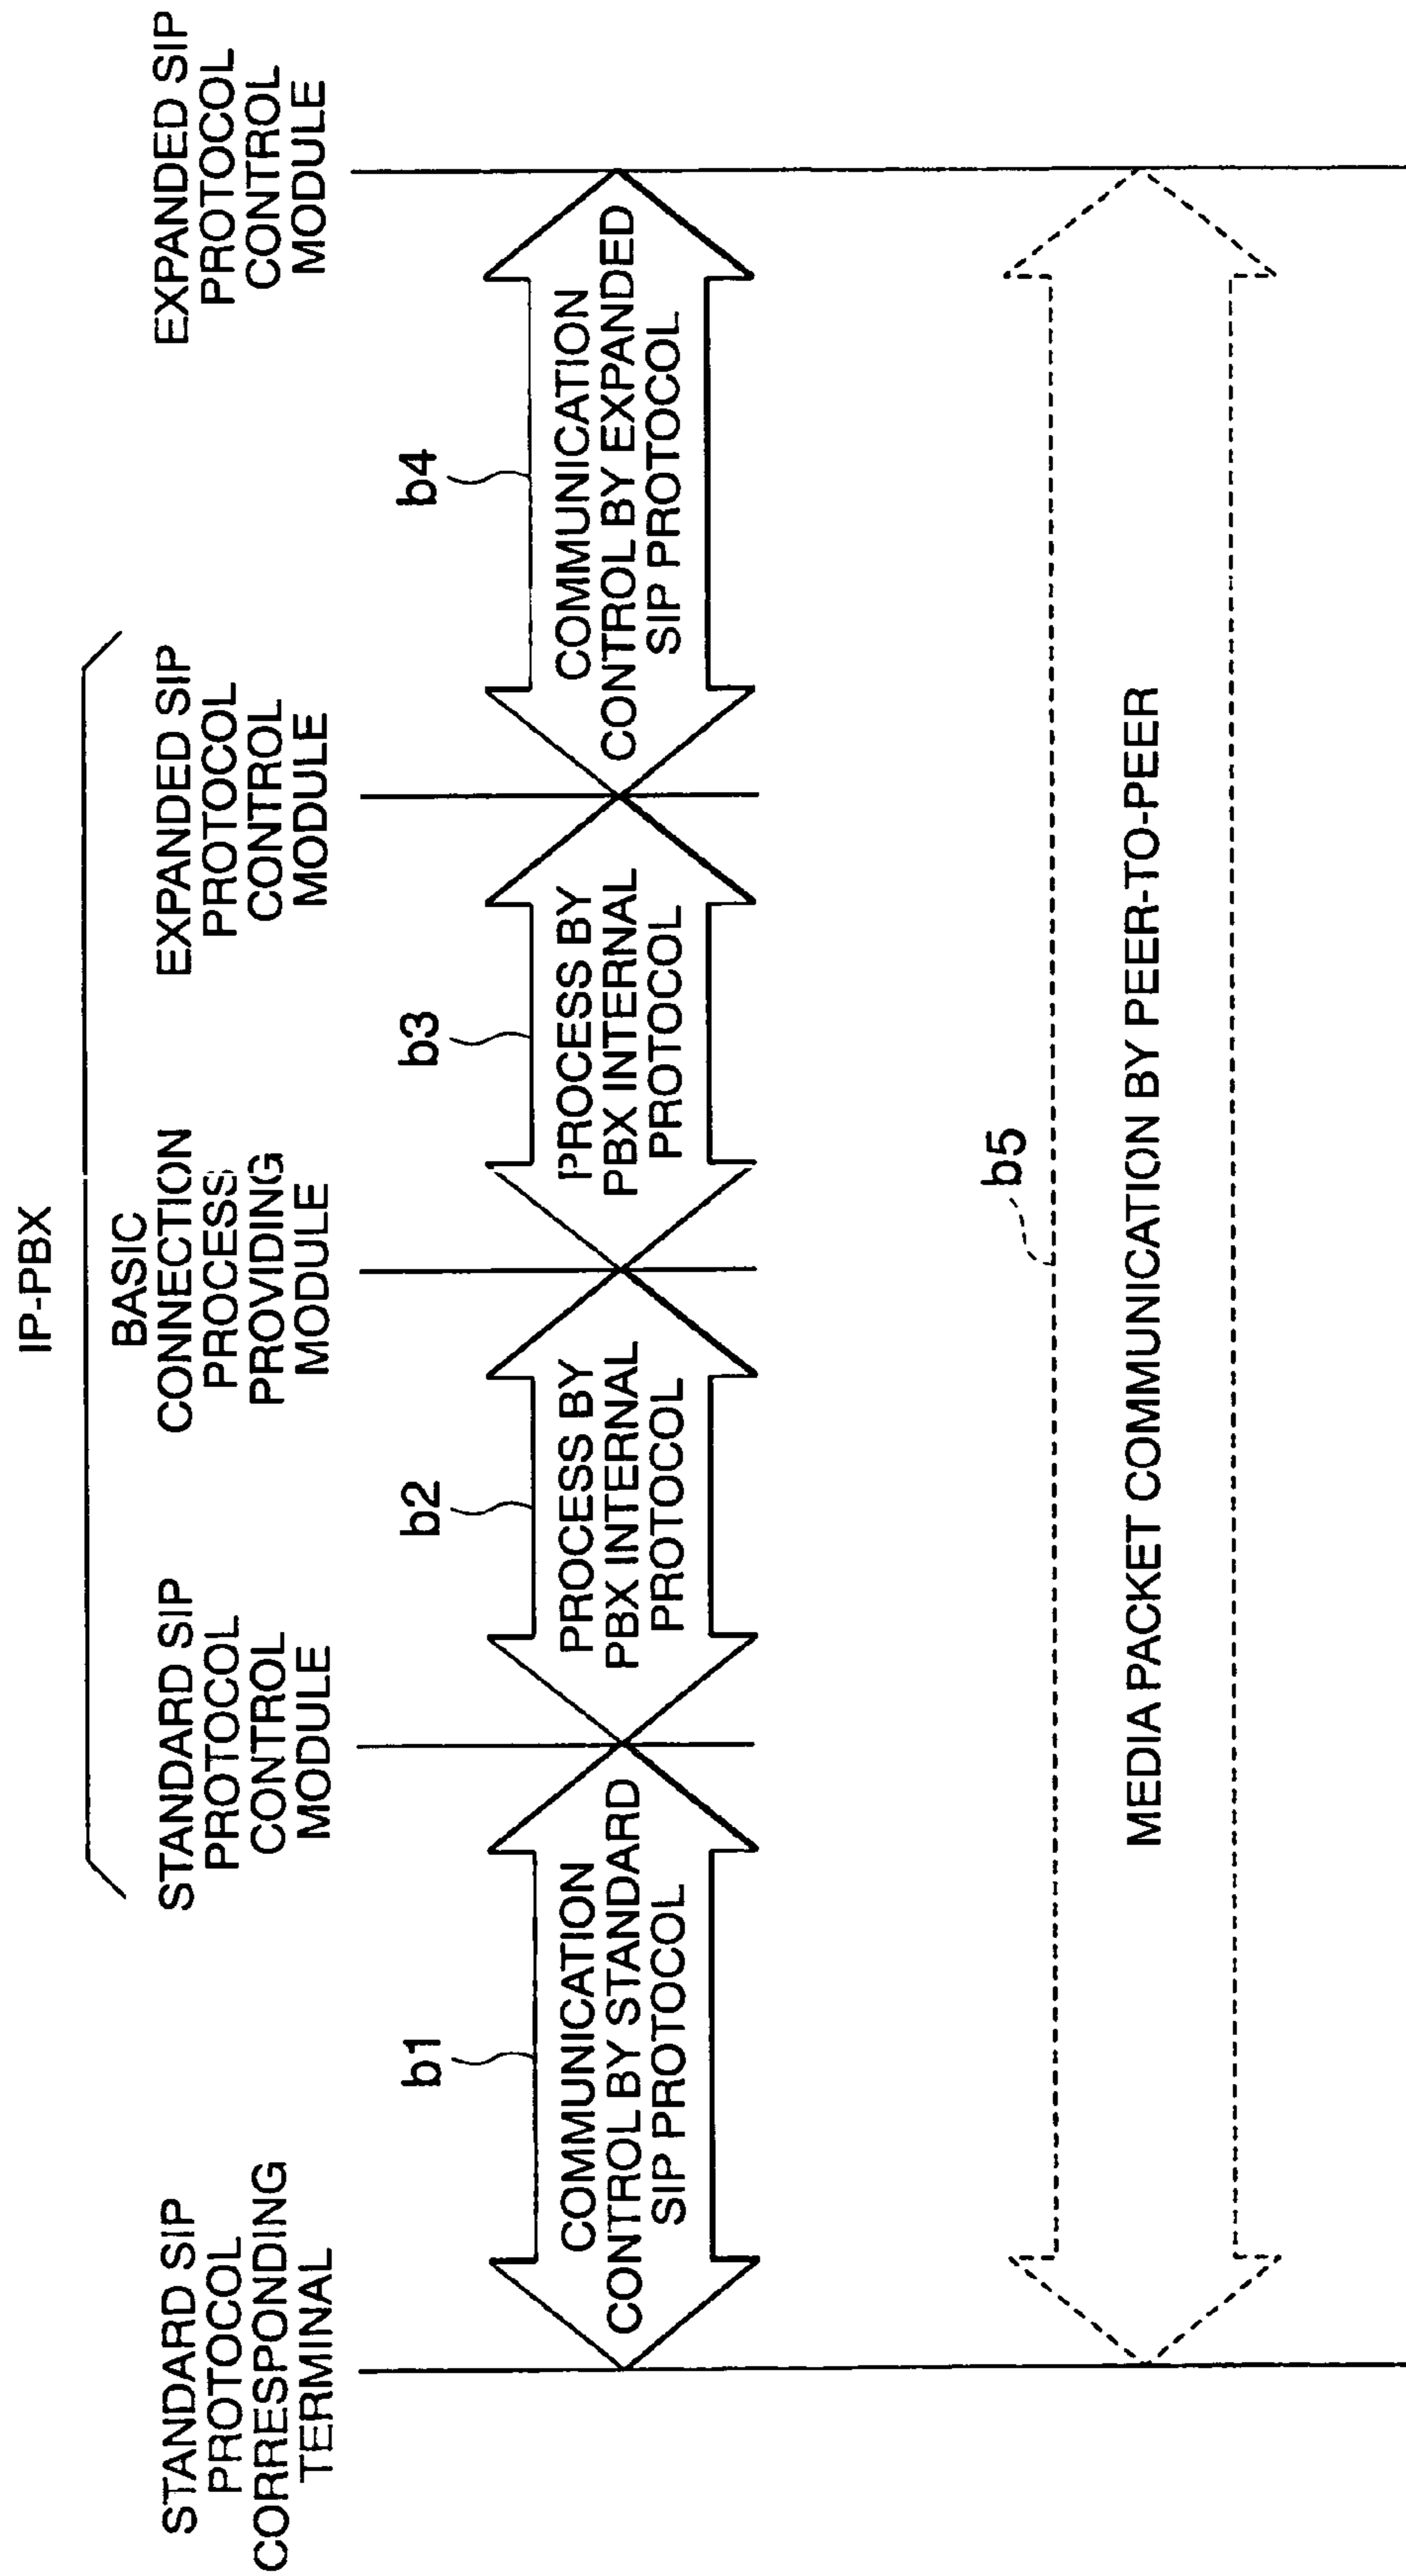 IP-PBX
STANDARD SIP
PROTOCOL
CORRESPONDING
TERMINAL
STANDARD SIP
PROTOCOL
CONTROL
MODULE
BASIC
CONNECTION
PROCESS
PROVIDING
MODULE
EXPANDED SIP
PROTOCOL
CONTROL
MODULE
EXPANDED SIP
PROTOCOL
CONTROL
MODULE
b1
COMMUNICATION
CONTROL BY STANDARD
SIP PROTOCOL
b2
PROCESS BY
PBX INTERNAL
PROTOCOL
b3
PROCESS BY
PBX INTERNAL
PROTOCOL
b4
COMMUNICATION
CONTROL BY EXPANDED
SIP PROTOCOL
b5
MEDIA PACKET COMMUNICATION BY PEER-TO-PEER